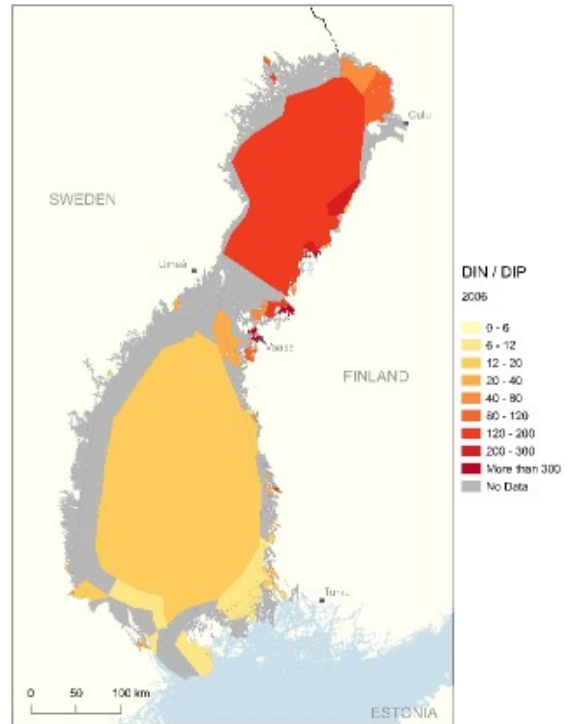 Oulu
SWEDEN
Umeå
Vaasa
FINLAND
Turku
0 50 100 km
ESTONIA
DIN / DIP
2006
0 - 6
6 - 12
12 - 20
20 - 40
40 - 80
80 - 120
120 - 200
200 - 300
More than 300
No Data